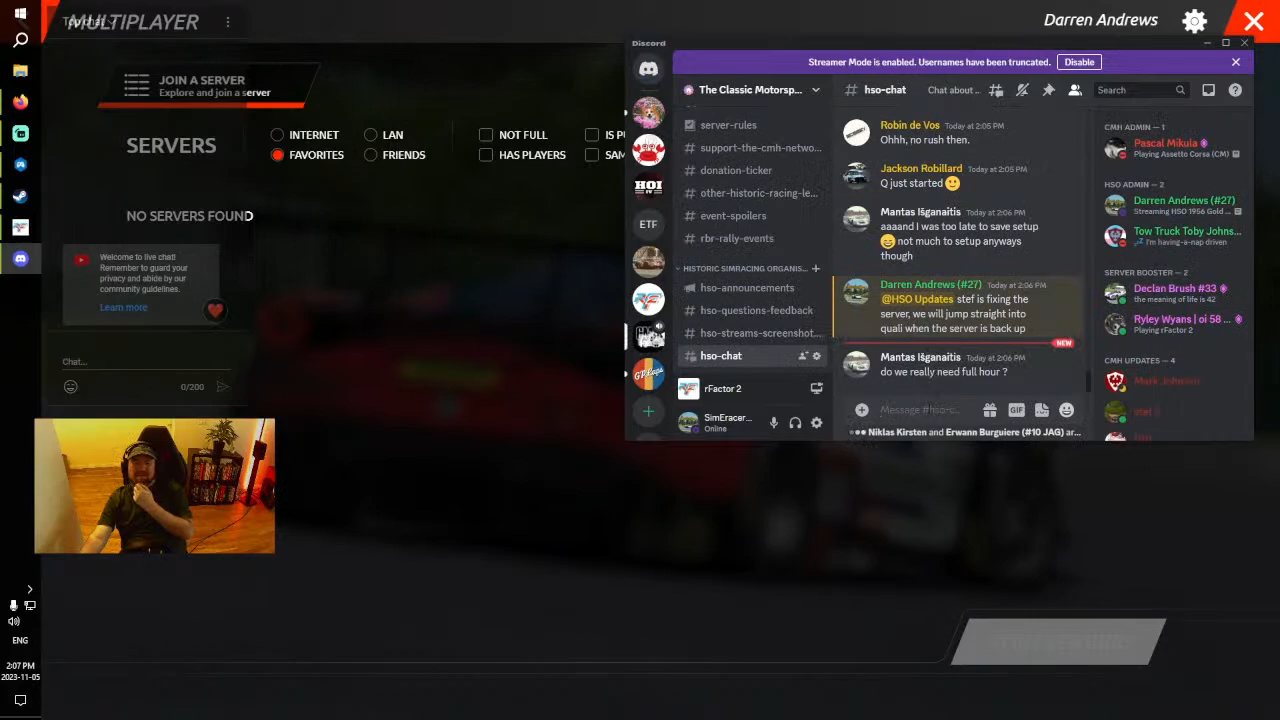 MULTIPLAYER
Darren Andrews
JOIN A SERVER
Explore and join a server
SERVERS
INTERNET
LAN
NOT FULL
FAVORITES
FRIENDS
HAS PLAYERS
NO SERVERS FOUND
Welcome to live chat!
Remember to guard your
privacy and abide by our
community guidelines.
Learn more
Chat...
0/200
Discord
Streamer Mode is enabled. Usernames have been truncated.
Disable
The Classic Motorsp...
hso-chat
Chat about ...
Search
server-rules
support-the-cmh-netwo...
donation-ticker
other-historic-racing-le...
event-spoilers
rbr-rally-events
HISTORIC SIMRACING ORGANIS...
hso-announcements
hso-questions-feedback
hso-streams-screenshot...
hso-chat
rFactor 2
SimEracer...
Online
HOI
ETF
Robin de Vos Today at 2:05 PM
Ohhh, no rush then.
Jackson Robillard Today at 2:05 PM
Q just started
Mantas Išganaitis Today at 2:06 PM
aaaand I was too late to save setup
not much to setup anyways
though
Darren Andrews (#27) Today at 2:06 PM
@HSO Updates stef is fixing the
server, we will jump straight into
quali when the server is back up
NEW
Mantas Išganaitis Today at 2:06 PM
do we really need full hour ?
Message #hso-c...
GIF
Niklas Kirsten and Erwann Burguiere (#10 JAG) ar...
CMH ADMIN — 1
Pascal Mikula
Playing Assetto Corsa (CM)
HSO ADMIN — 2
Darren Andrews (#27)
Streaming HSO 1956 Gold ...
Tow Truck Toby Johns...
I'm having-a-nap driven
SERVER BOOSTER — 2
Declan Brush #33
the meaning of life is 42
Ryley Wyans | oi 58 ...
Playing rFactor 2
CMH UPDATES — 4
Mark Johnson
stef
ENG
2:07 PM
2023-11-05